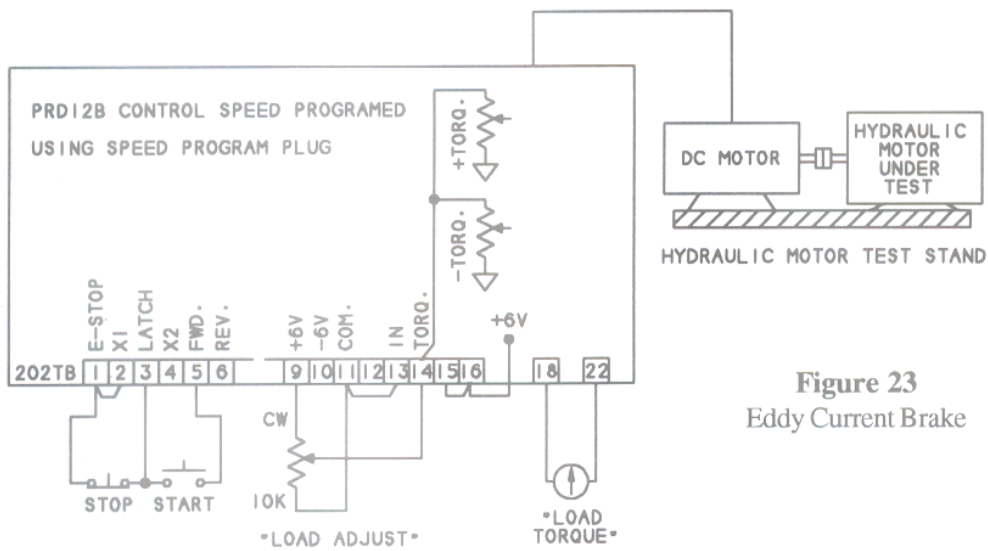 PRD12B CONTROL SPEED PROGRAMED
USING SPEED PROGRAM PLUG
+TORQ.
-TORQ.
DC MOTOR
HYDRAULIC
MOTOR
UNDER
TEST
HYDRAULIC MOTOR TEST STAND
E-STOP
X1
LATCH
X2
FWD.
REV.
+6V
-6V
COM.
IN
TORQ.
+6V
202TB 1 2 3 4 5 6 9 10 11 12 13 14 15 16 18 22
CW
10K
STOP START
"LOAD ADJUST"
"LOAD
TORQUE"
Figure 23
Eddy Current Brake